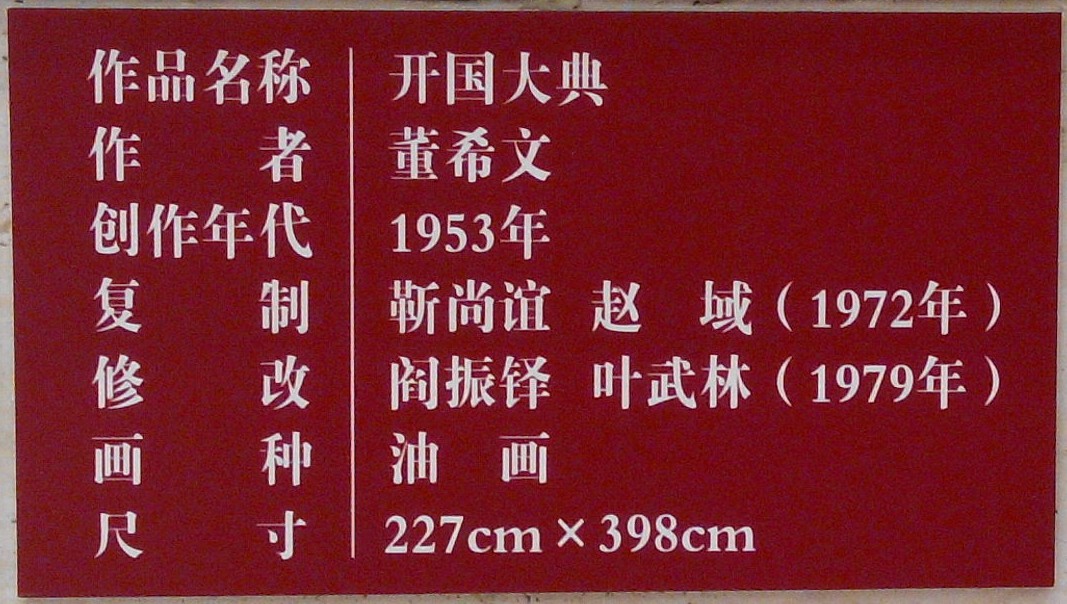 作品名称 开国大典
作者 董希文
创作年代 1953年
复制 靳尚谊 赵域（1972年）
修改 阎振铎 叶武林（1979年）
画种 油画
尺寸 227cm×398cm